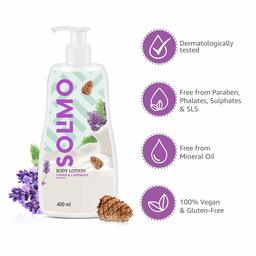 SOLIMO
BODY LOTION
CEDAR & LAVENDER
400 ml
Dermatologically
tested
Free from Paraben,
Phalates, Sulphates
& SLS
Free from
Mineral Oil
100% Vegan
& Gluten-Free